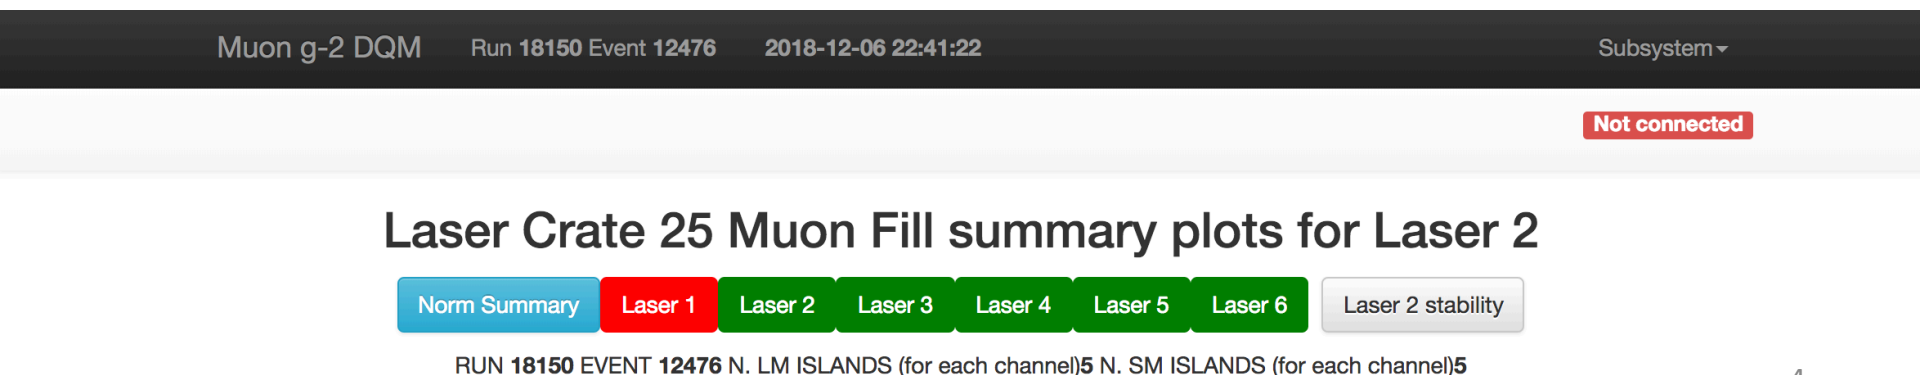 Muon g-2 DQM Run 18150 Event 12476 2018-12-06 22:41:22 Subsystem
Not connected
Laser Crate 25 Muon Fill summary plots for Laser 2
Norm Summary Laser 1 Laser 2 Laser 3 Laser 4 Laser 5 Laser 6 Laser 2 stability
RUN 18150 EVENT 12476 N. LM ISLANDS (for each channel)5 N. SM ISLANDS (for each channel)5